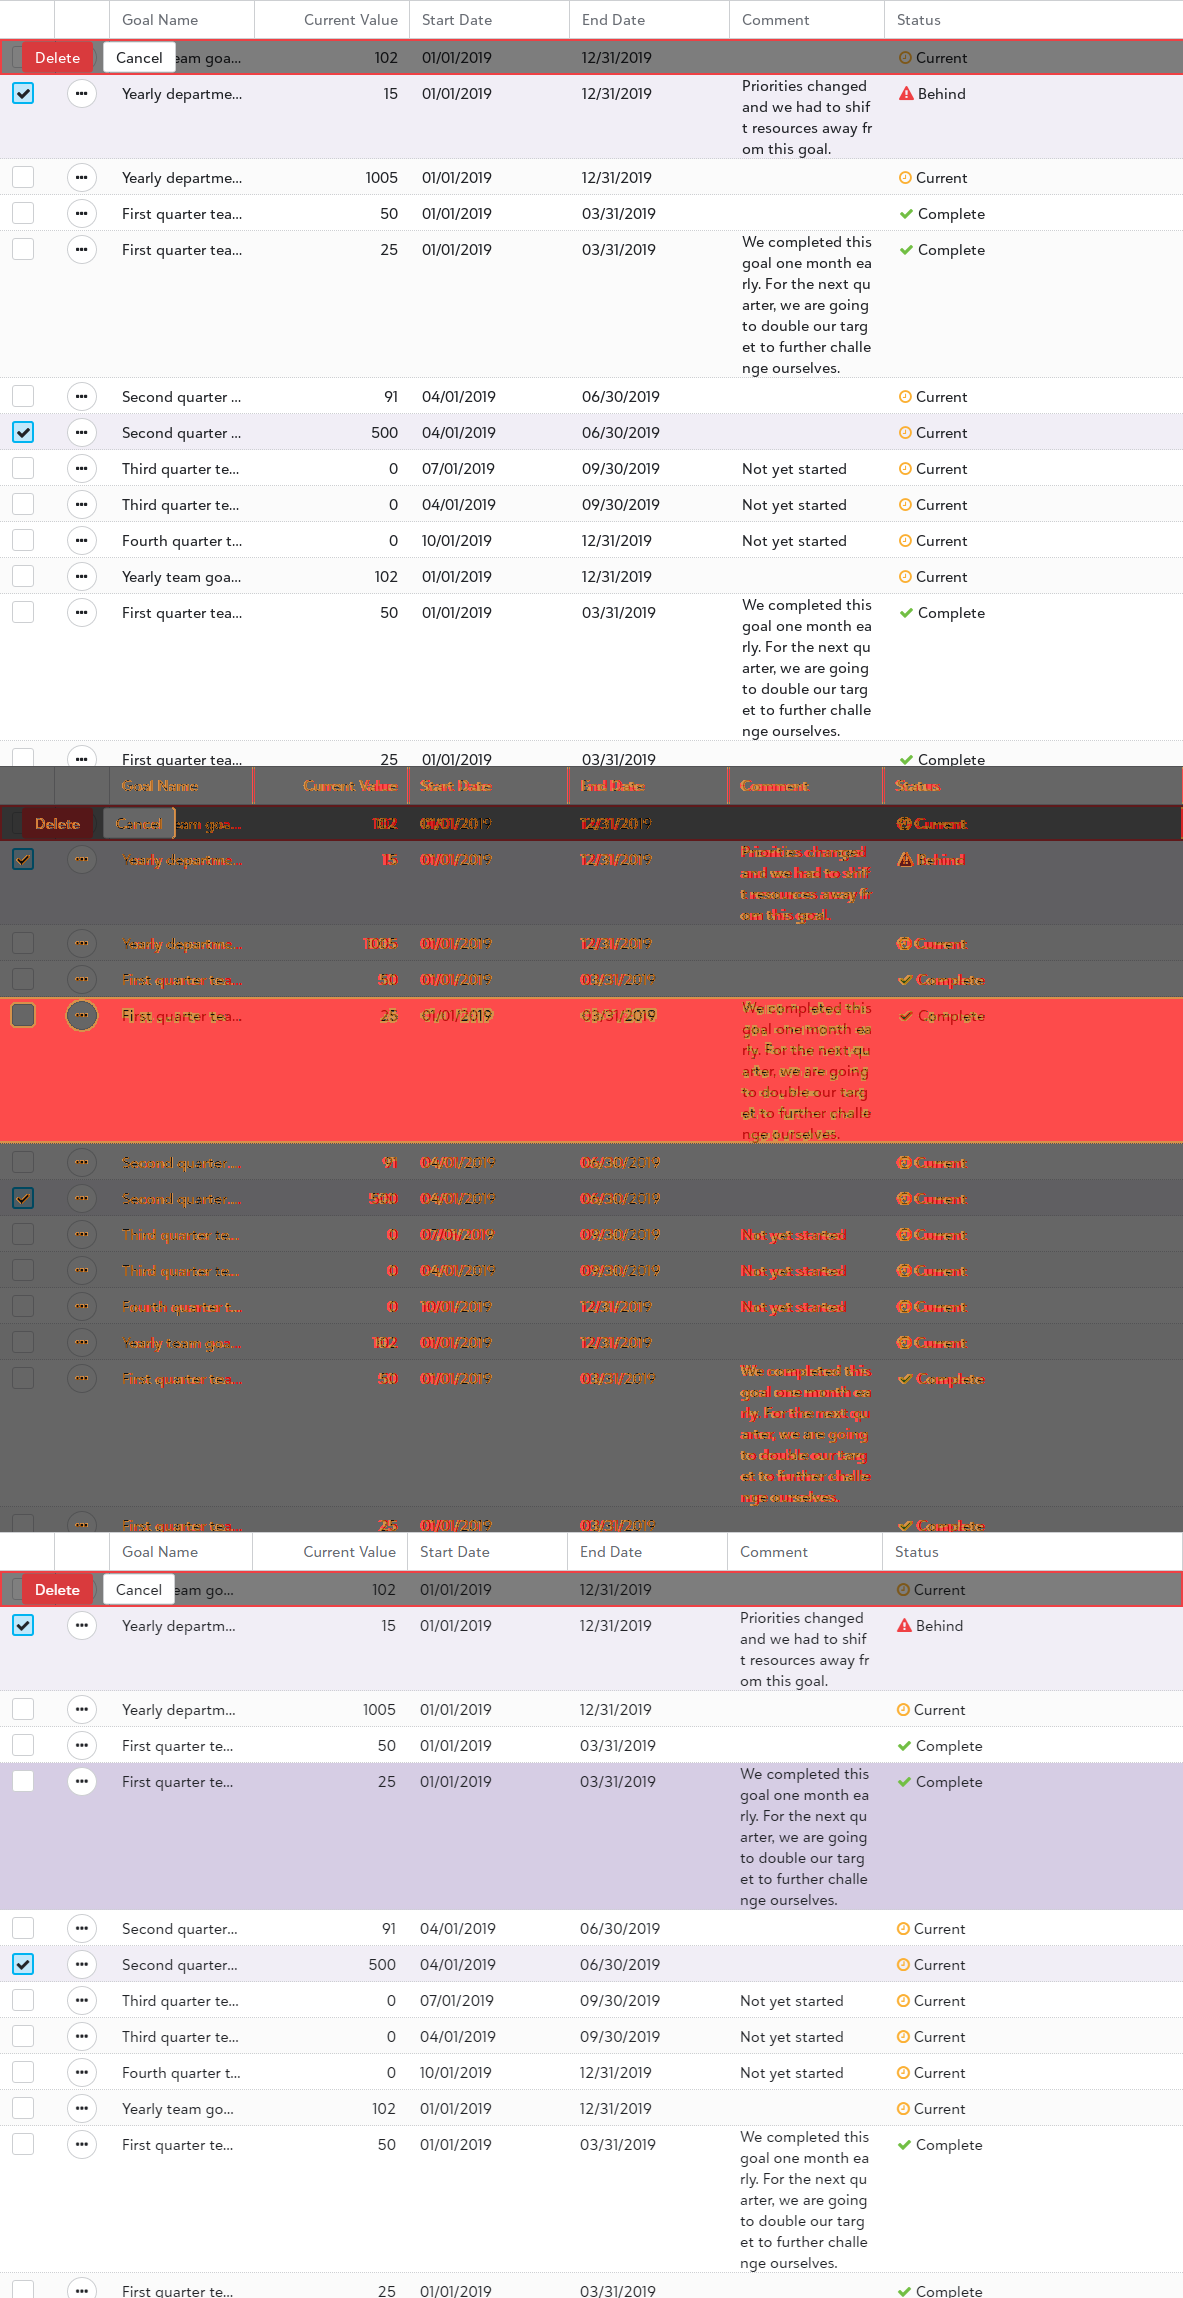 Goal Name Current Value Start Date End Date Comment Status
Delete Cancel eam goa... 102 01/01/2019 12/31/2019 Current
Yearly departme... 15 01/01/2019 12/31/2019 Priorities changed Behind
and we had to shif
t resources away fr
om this goal.
Yearly departme... 1005 01/01/2019 12/31/2019 Current
First quarter tea... 50 01/01/2019 03/31/2019 Complete
First quarter tea... 25 01/01/2019 03/31/2019 We completed this Complete
goal one month ea
rly. For the next qu
arter, we are going
to double our targ
et to further challe
nge ourselves.
Second quarter ... 91 04/01/2019 06/30/2019 Current
Second quarter ... 500 04/01/2019 06/30/2019 Current
Third quarter te... 0 07/01/2019 09/30/2019 Not yet started Current
Third quarter te... 0 04/01/2019 09/30/2019 Not yet started Current
Fourth quarter t... 0 10/01/2019 12/31/2019 Not yet started Current
Yearly team goa... 102 01/01/2019 12/31/2019 Current
First quarter tea... 50 01/01/2019 03/31/2019 We completed this Complete
goal one month ea
rly. For the next qu
arter, we are going
to double our targ
et to further challe
nge ourselves.
First quarter tea... 25 01/01/2019 03/31/2019 Complete
Goal Name Current Value Start Date End Date Comment Status
Delete Cancel eam goa... 102 01/01/2019 12/31/2019 Current
Yearly departme... 15 01/01/2019 12/31/2019 Priorities changed Behind
and we had to shif
t resources away fr
om this goal.
Yearly departme... 1005 01/01/2019 12/31/2019 Current
First quarter tea... 50 01/01/2019 03/31/2019 Complete
First quarter tea... 25 01/01/2019 03/31/2019 We completed this Complete
goal one month ea
rly. For the next qu
arter, we are going
to double our targ
et to further challe
nge ourselves.
Second quarter ... 91 04/01/2019 06/30/2019 Current
Second quarter ... 500 04/01/2019 06/30/2019 Current
Third quarter te... 0 07/01/2019 09/30/2019 Not yet started Current
Third quarter te... 0 04/01/2019 09/30/2019 Not yet started Current
Fourth quarter t... 0 10/01/2019 12/31/2019 Not yet started Current
Yearly team goa... 102 01/01/2019 12/31/2019 Current
First quarter tea... 50 01/01/2019 03/31/2019 We completed this Complete
goal one month ea
rly. For the next qu
arter, we are going
to double our targ
et to further challe
nge ourselves.
First quarter tea... 25 01/01/2019 03/31/2019 Complete
Goal Name Current Value Start Date End Date Comment Status
Delete Cancel eam go... 102 01/01/2019 12/31/2019 Current
Yearly departm... 15 01/01/2019 12/31/2019 Priorities changed Behind
and we had to shif
t resources away fr
om this goal.
Yearly departm... 1005 01/01/2019 12/31/2019 Current
First quarter te... 50 01/01/2019 03/31/2019 Complete
First quarter te... 25 01/01/2019 03/31/2019 We completed this Complete
goal one month ea
rly. For the next qu
arter, we are going
to double our targ
et to further challe
nge ourselves.
Second quarter... 91 04/01/2019 06/30/2019 Current
Second quarter... 500 04/01/2019 06/30/2019 Current
Third quarter te... 0 07/01/2019 09/30/2019 Not yet started Current
Third quarter te... 0 04/01/2019 09/30/2019 Not yet started Current
Fourth quarter t... 0 10/01/2019 12/31/2019 Not yet started Current
Yearly team go... 102 01/01/2019 12/31/2019 Current
First quarter te... 50 01/01/2019 03/31/2019 We completed this Complete
goal one month ea
rly. For the next qu
arter, we are going
to double our targ
et to further challe
nge ourselves.
First quarter te... 25 01/01/2019 03/31/2019 Complete